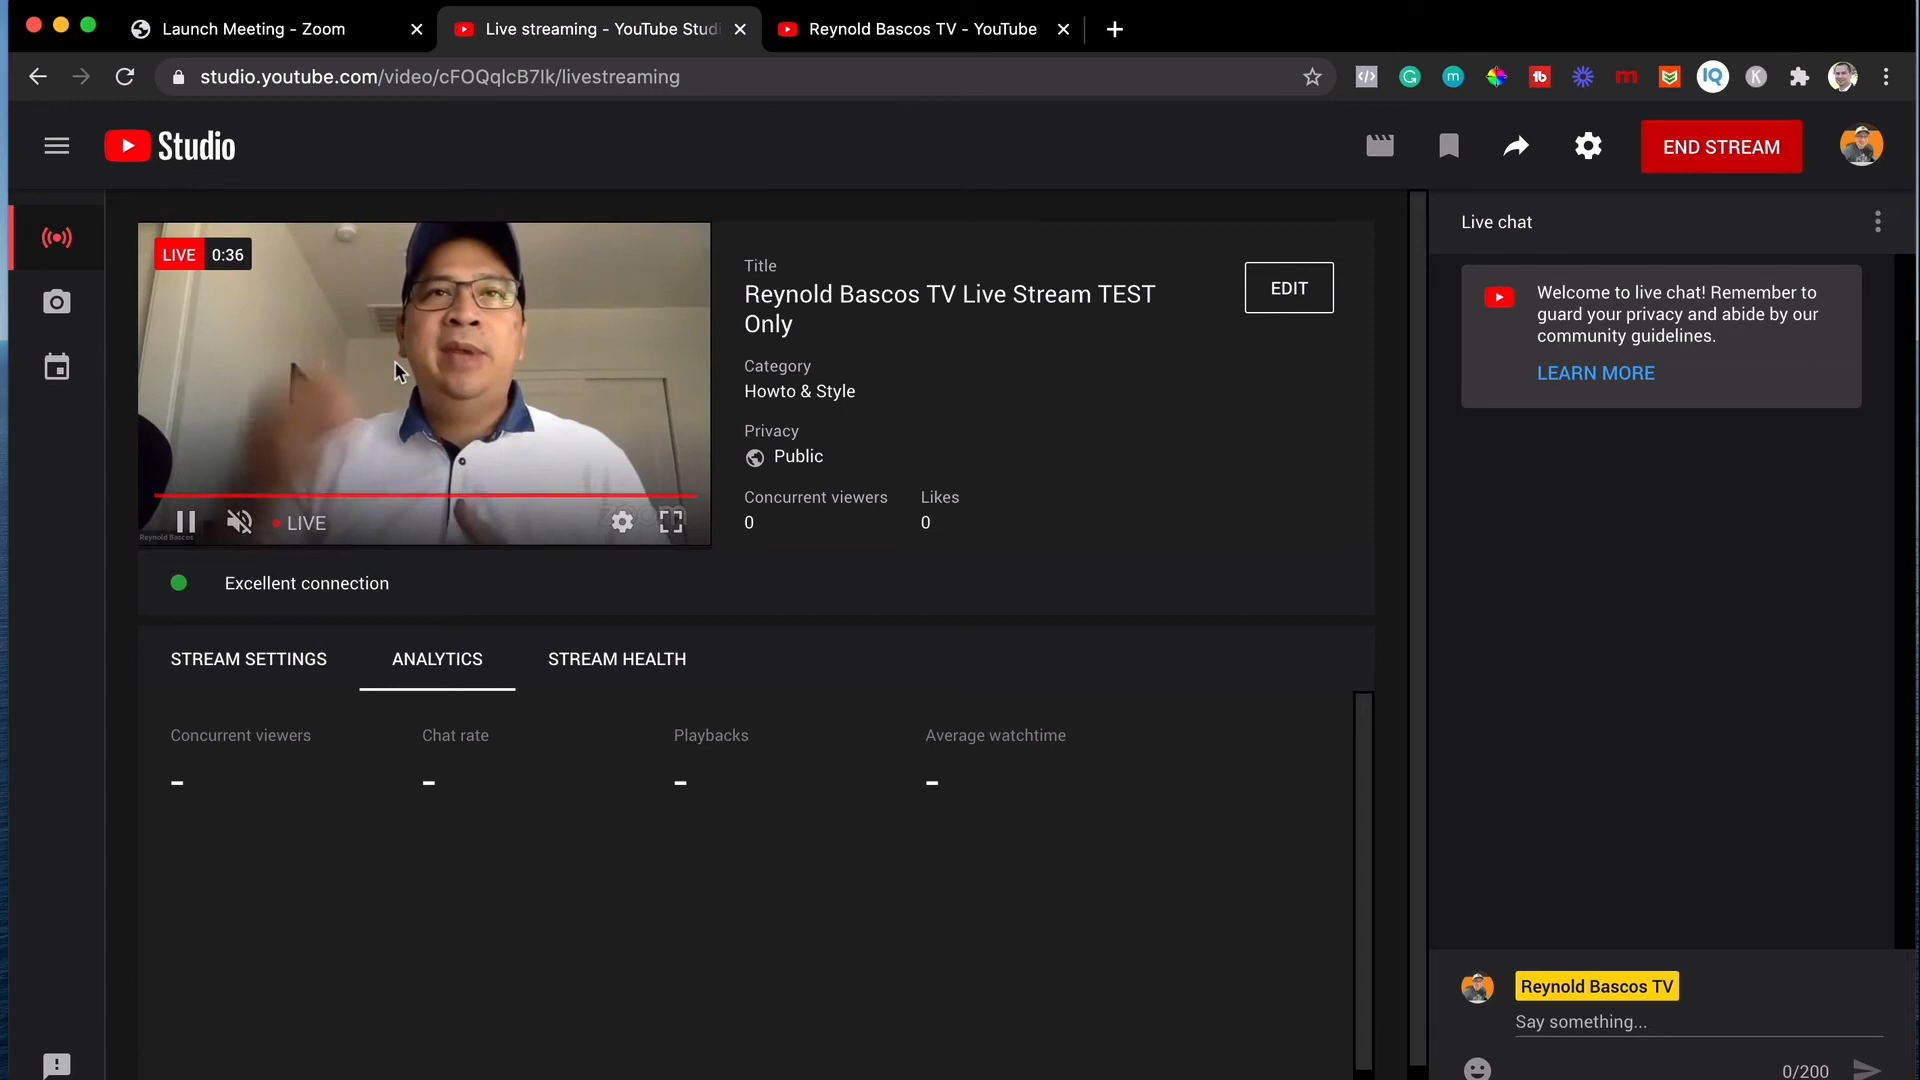 Launch Meeting - Zoom
Live streaming - YouTube Studi
Reynold Bascos TV - YouTube
studio.youtube.com/video/cFOQqlcB7Ik/livestreaming
Studio
END STREAM
LIVE 0:36
LIVE
zoom
Reynold Bascos
Excellent connection
Title
Reynold Bascos TV Live Stream TEST
Only
EDIT
Category
Howto & Style
Privacy
Public
Concurrent viewers Likes
0 0
STREAM SETTINGS ANALYTICS STREAM HEALTH
Concurrent viewers Chat rate Playbacks Average watchtime
- - - -
Live chat
Welcome to live chat! Remember to
guard your privacy and abide by our
community guidelines.
LEARN MORE
Reynold Bascos TV
Say something...
0/200